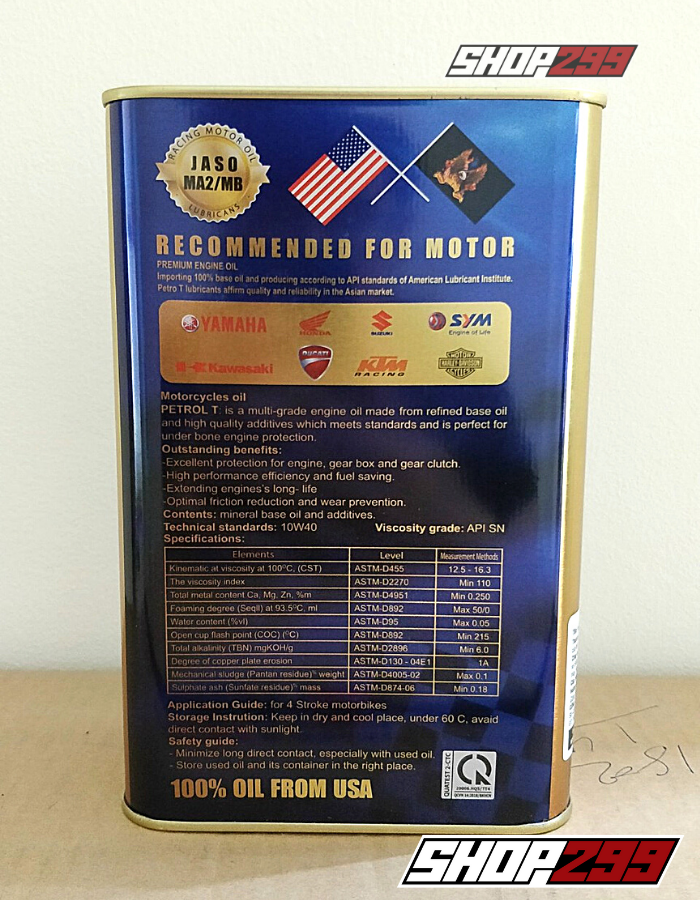 SHOP299
RACING MOTOR OIL
JASO
MA2/MB
LUBRICANS
RECOMMENDED FOR MOTOR
PREMIUM ENGINE OIL
Importing 100% base oil and producing according to API standards of American Lubricant Institute.
Petro T lubricants affirm quality and reliability in the Asian market.
YAMAHA HONDA SUZUKI SYM
Engine of Life
Kawasaki DUCATI KTM RACING MOTOR HARLEY-DAVIDSON CYCLES
Motorcycles oil
PETROL T: is a multi-grade engine oil made from refined base oil
and high quality additives which meets standards and is perfect for
under bone engine protection.
Outstanding benefits:
-Excellent protection for engine, gear box and gear clutch.
-High performance efficiency and fuel saving.
-Extending engines's long- life
-Optimal friction reduction and wear prevention.
Contents: mineral base oil and additives.
Technical standards: 10W40 Viscosity grade: API SN
Specifications:
Elements Level Measurement Methods
Kinematic at viscosity at 100°C, (CST) ASTM-D455 12.5 - 16.3
The viscosity index ASTM-D2270 Min 110
Total metal content Ca, Mg, Zn, %m ASTM-D4951 Min 0.250
Foaming degree (SeqII) at 93.5°C, ml ASTM-D892 Max 50/0
Water content (%vl) ASTM-D95 Max 0.05
Open cup flash point (COC) (°C) ASTM-D892 Min 215
Total alkalinity (TBN) mgKOH/g ASTM-D2896 Min 6.0
Degree of copper plate erosion ASTM-D130 - 04E1 1A
Mechanical sludge (Pantan residue)% weight ASTM-D4005-02 Max 0.1
Sulphate ash (Sunfate residue)% mass ASTM-D874-06 Min 0.18
Application Guide: for 4 Stroke motorbikes
Storage Instrution: Keep in dry and cool place, under 60 C, avaid
direct contact with sunlight.
Safety guide:
- Minimize long direct contact, especially with used oil.
- Store used oil and its container in the right place.
100% OIL FROM USA
QUATEST 2-CTC
SHOP299